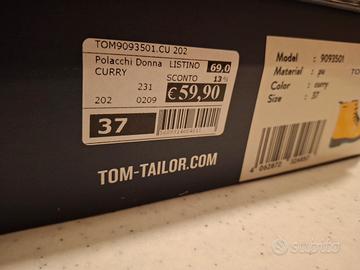 TOM9093501.CU 202
Polacchi Donna LISTINO 69,0
CURRY SCONTO 13%
231 € 59,90
202 0209
37
TOM-TAILOR.COM
Model : 9093501
Material : pu
Color : curry
Size : 37
subito